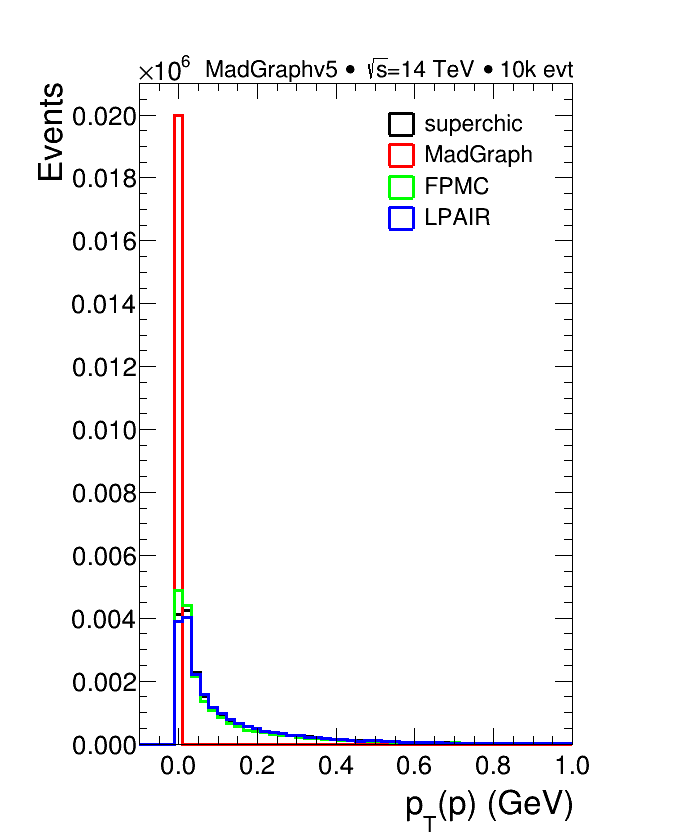 ×10⁶ MadGraphv5 • √s=14 TeV • 10k evt
Events
0.020
0.018
0.016
0.014
0.012
0.010
0.008
0.006
0.004
0.002
0.000
superchic
MadGraph
FPMC
LPAIR
0.0 0.2 0.4 0.6 0.8 1.0
p_T(p) (GeV)